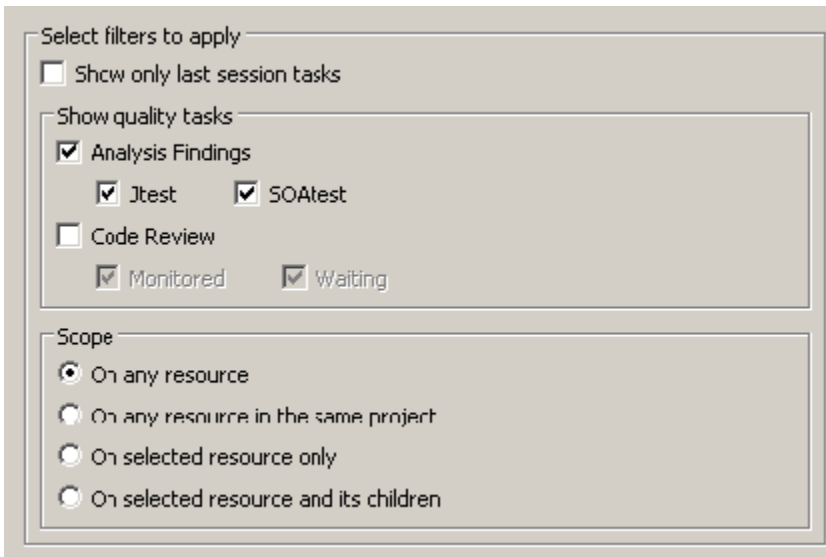 Select filters to apply
Show only last session tasks
Show quality tasks
Analysis Findings
Jtest SOAtest
Code Review
Monitored Waiting
Scope
On any resource
On any resource in the same project
On selected resource only
On selected resource and its children